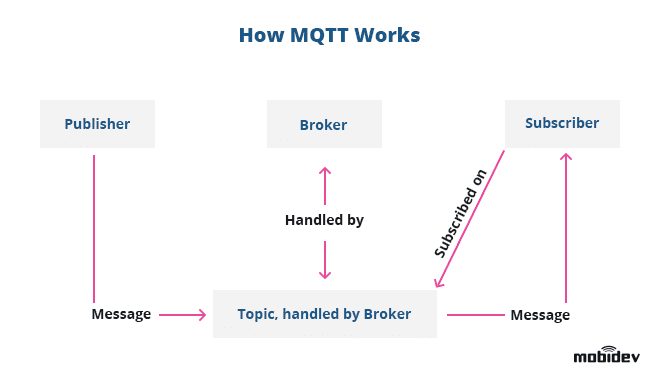 How MQTT Works
Publisher
Broker
Subscriber
Subscribed on
Handled by
Topic, handled by Broker
Message
Message
mobidev